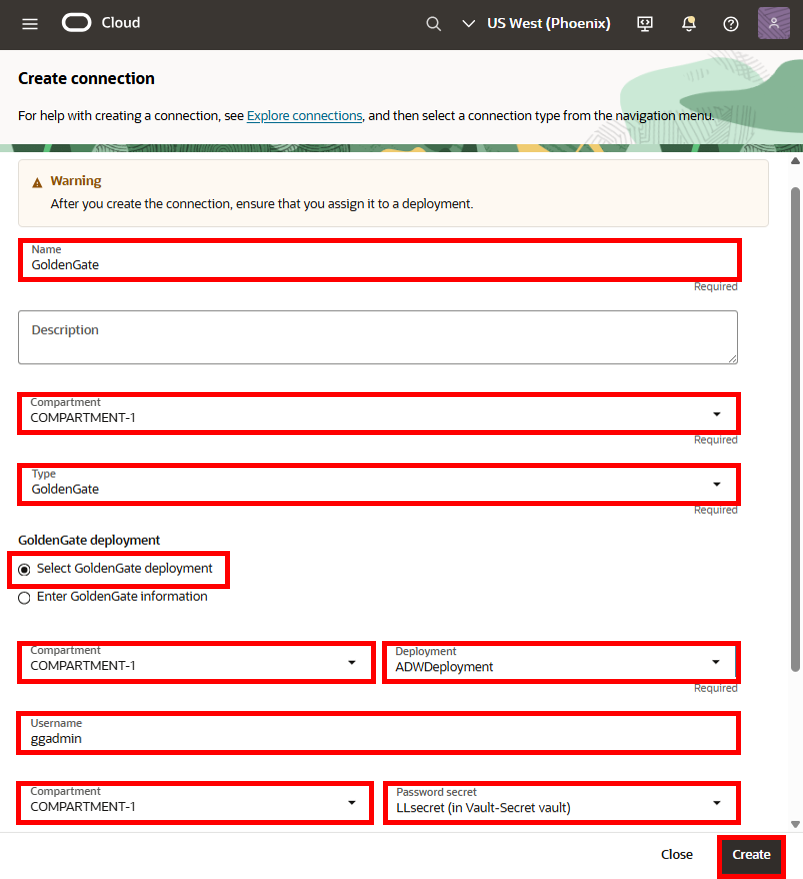 Cloud
US West (Phoenix)
Create connection
For help with creating a connection, see Explore connections, and then select a connection type from the navigation menu.
Warning
After you create the connection, ensure that you assign it to a deployment.
Name
GoldenGate
Required
Description
Compartment
COMPARTMENT-1
Required
Type
GoldenGate
Required
GoldenGate deployment
Select GoldenGate deployment
Enter GoldenGate information
Compartment
COMPARTMENT-1
Deployment
ADWDeployment
Required
Username
ggadmin
Compartment
COMPARTMENT-1
Password secret
LLsecret (in Vault-Secret vault)
Close
Create